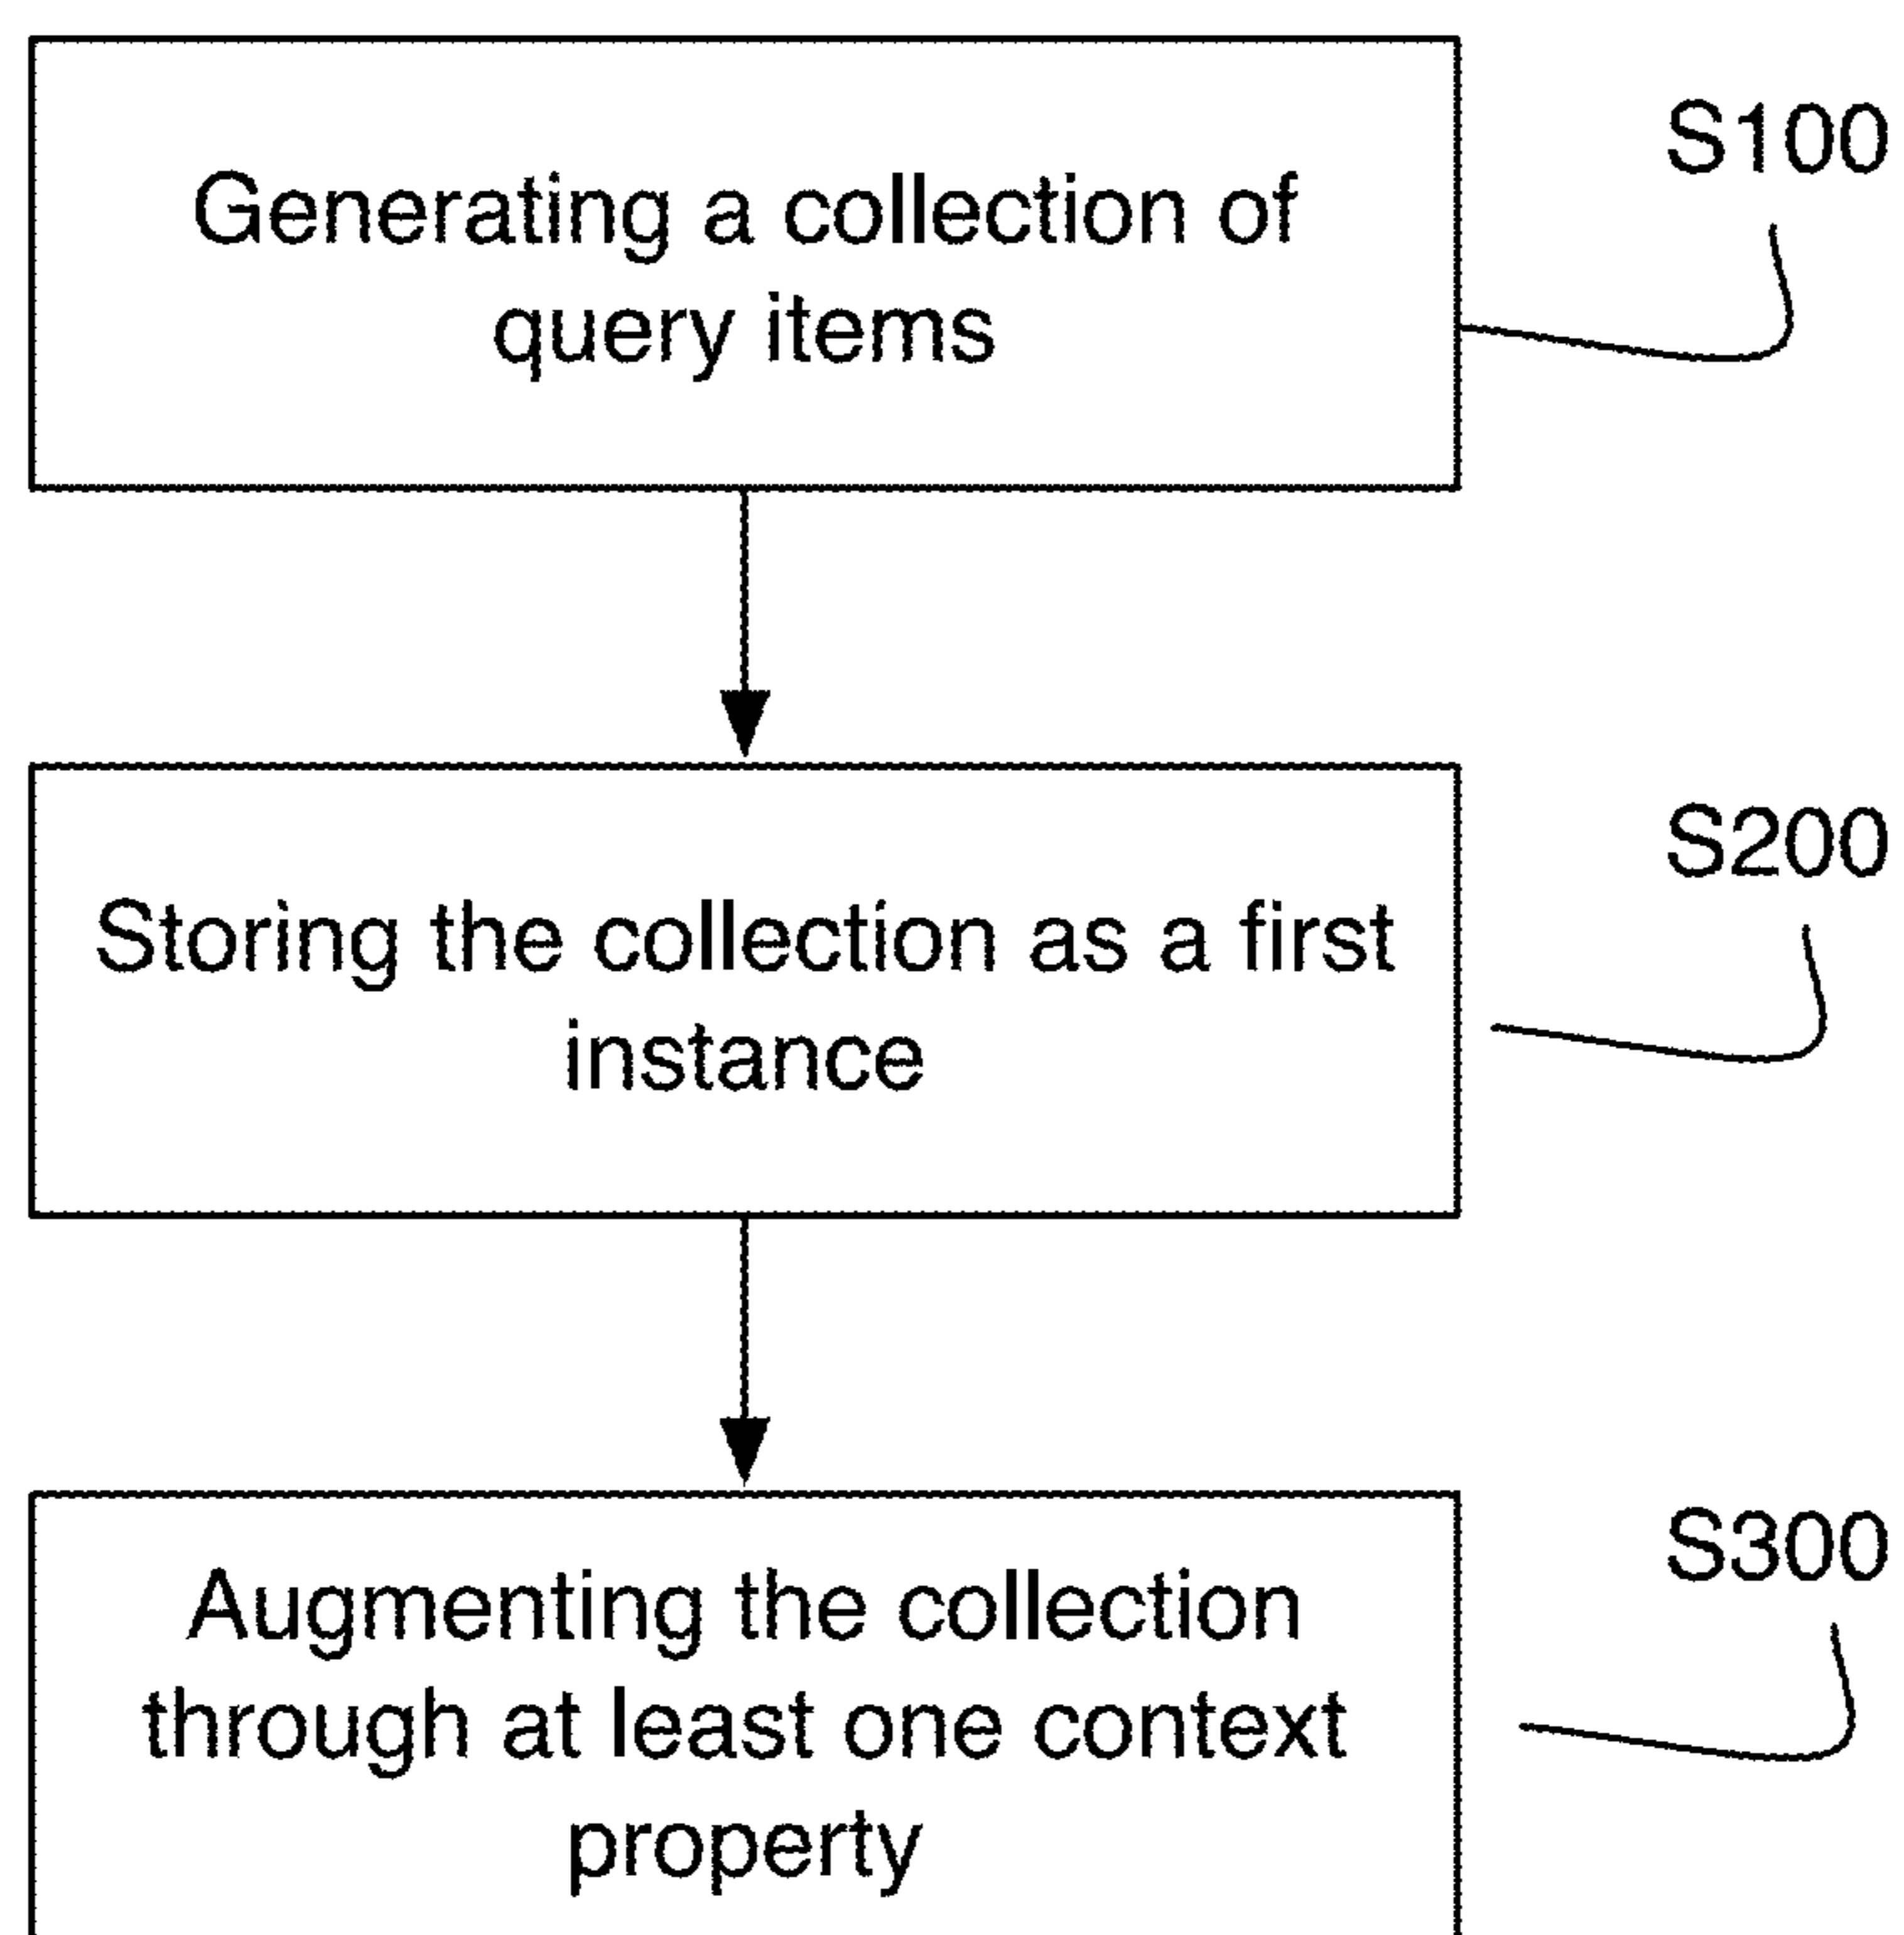 Generating a collection of
query items
S100
Storing the collection as a first
instance
S200
Augmenting the collection
through at least one context
property
S300